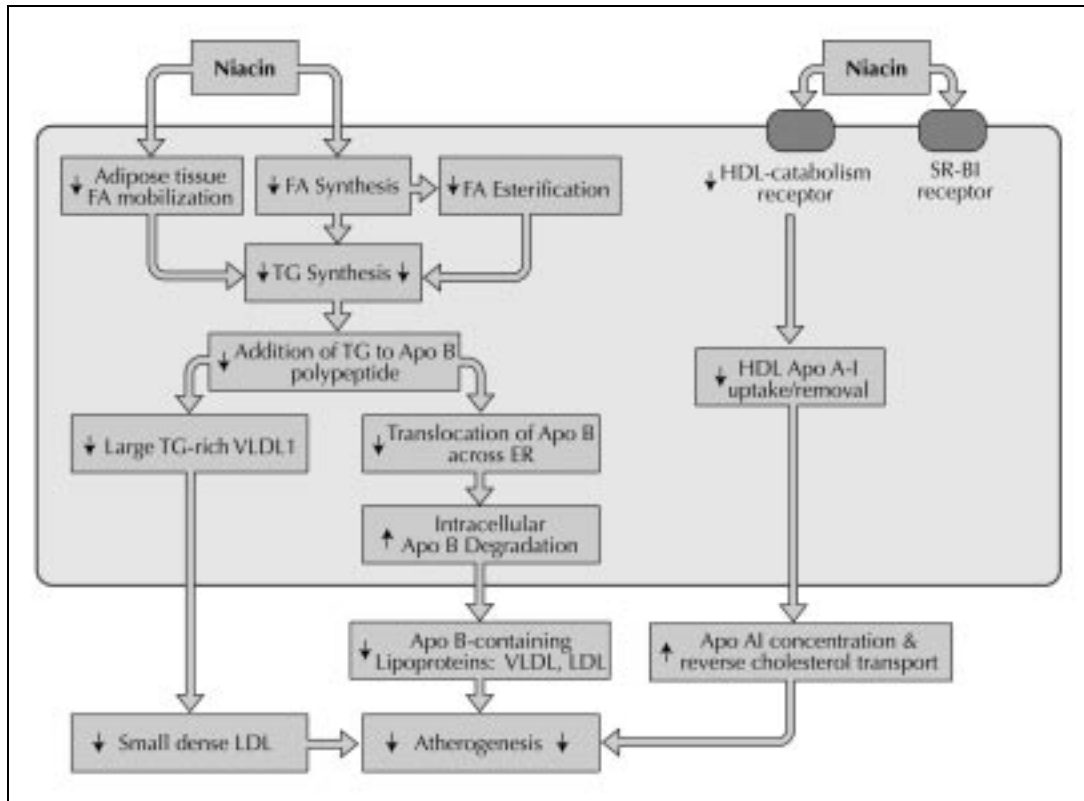 Niacin
Niacin
↓ Adipose tissue
FA mobilization
↓ FA Synthesis
↓ FA Esterification
↓ HDL-catabolism
receptor
SR-BI
receptor
↓ TG Synthesis ↓
↓ Addition of TG to Apo B
polypeptide
↓ HDL Apo A-I
uptake/removal
↓ Large TG-rich VLDL1
↓ Translocation of Apo B
across ER
↑ Intracellular
Apo B Degradation
↓ Apo B-containing
Lipoproteins: VLDL, LDL
↑ Apo AI concentration &
reverse cholesterol transport
↓ Small dense LDL
↓ Atherogenesis ↓